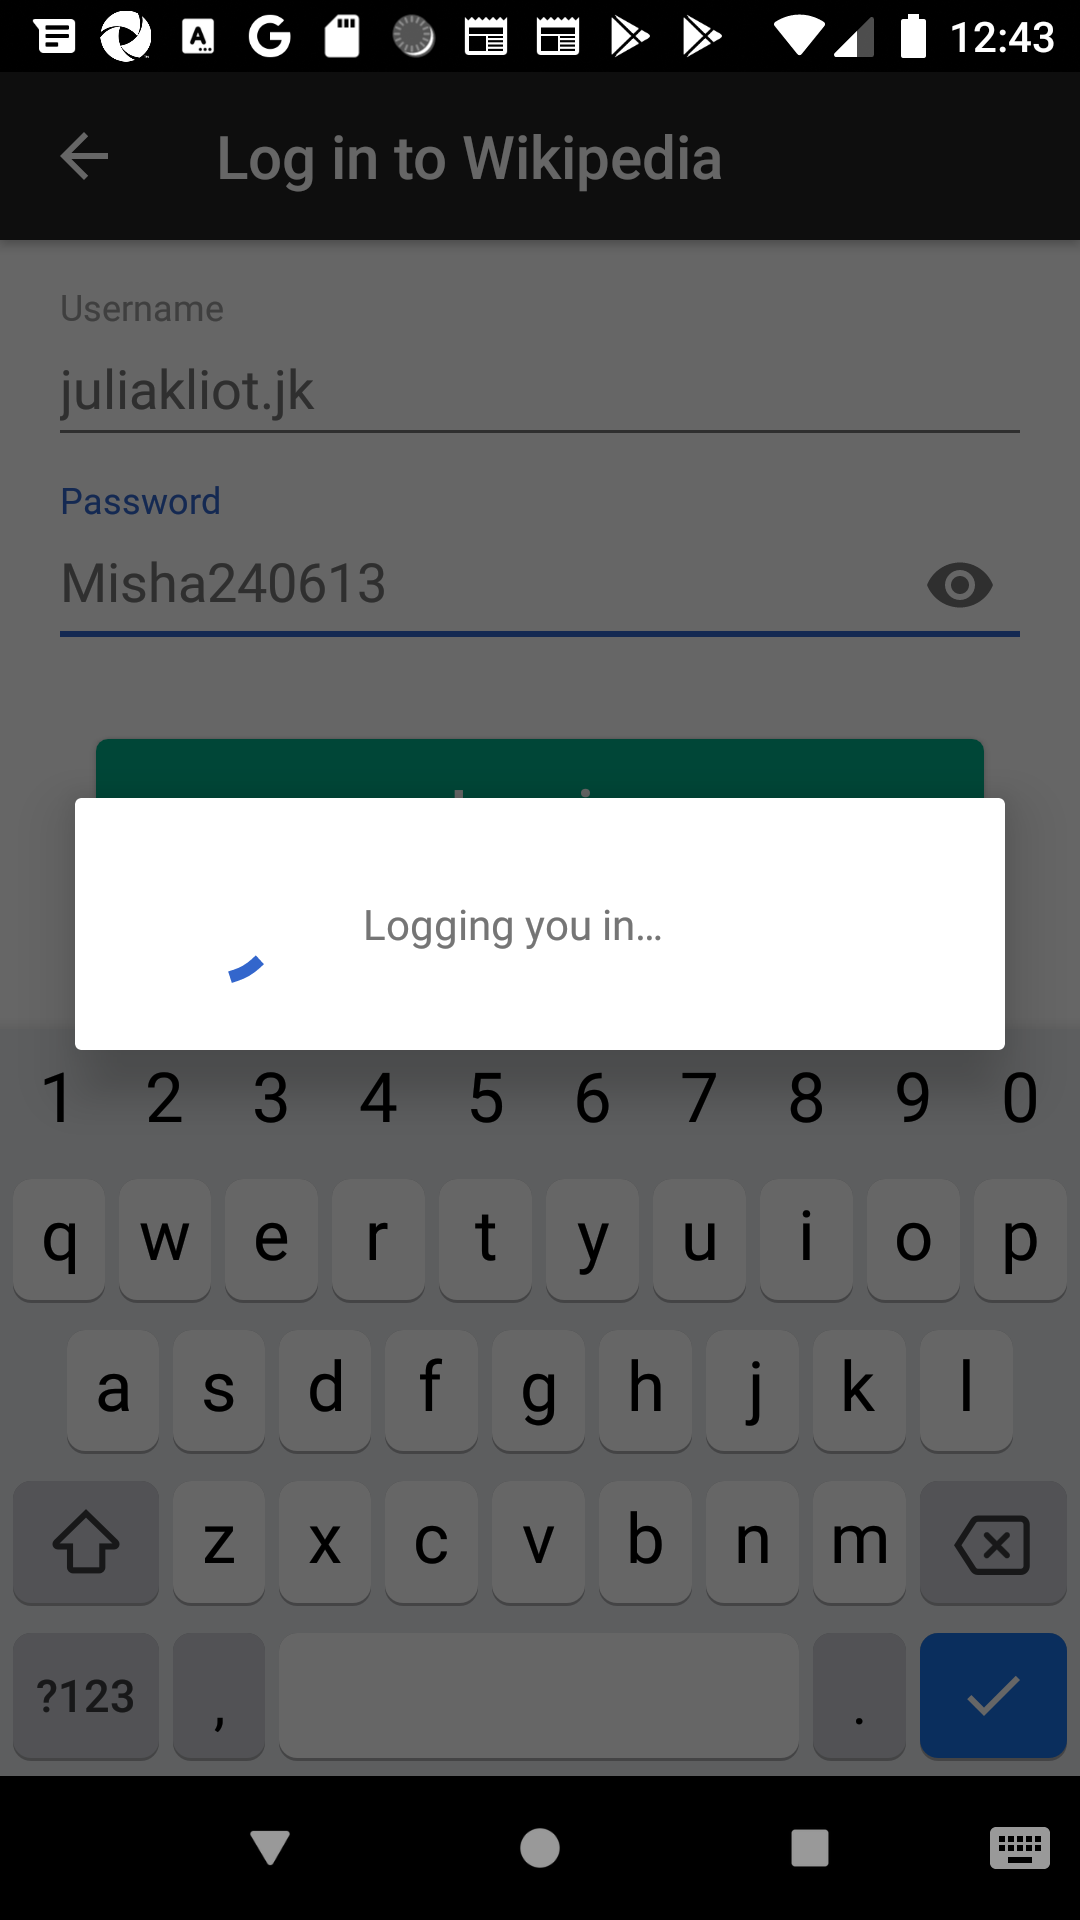 12:43
Log in to Wikipedia
Username
juliakliot.jk
Password
Misha240613
Logging you in…
1 2 3 4 5 6 7 8 9 0
q w e r t y u i o p
a s d f g h j k l
z x c v b n m
?123 , .